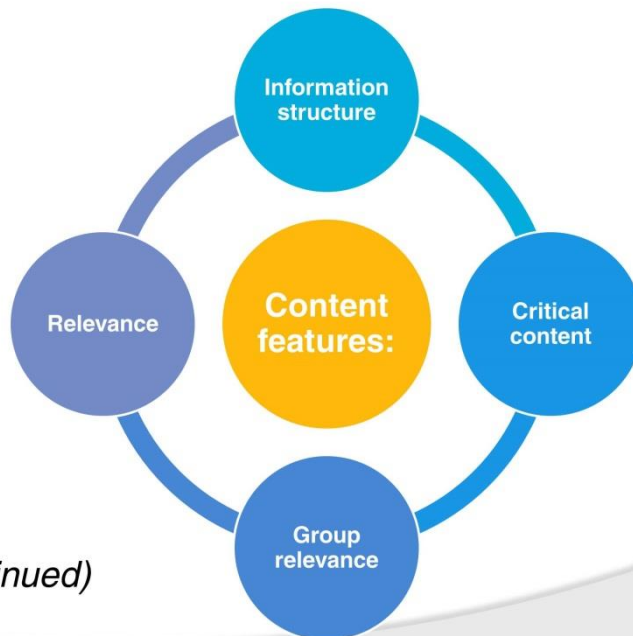 Information
structure
Relevance
Content
features:
Critical
content
Group
relevance
inued)